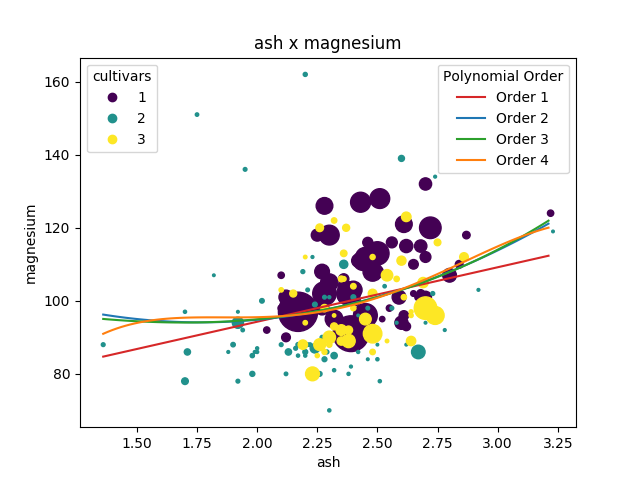 ash x magnesium
cultivars
1
2
3
Polynomial Order
Order 1
Order 2
Order 3
Order 4
magnesium
160
140
120
100
80
1.50 1.75 2.00 2.25 2.50 2.75 3.00 3.25
ash